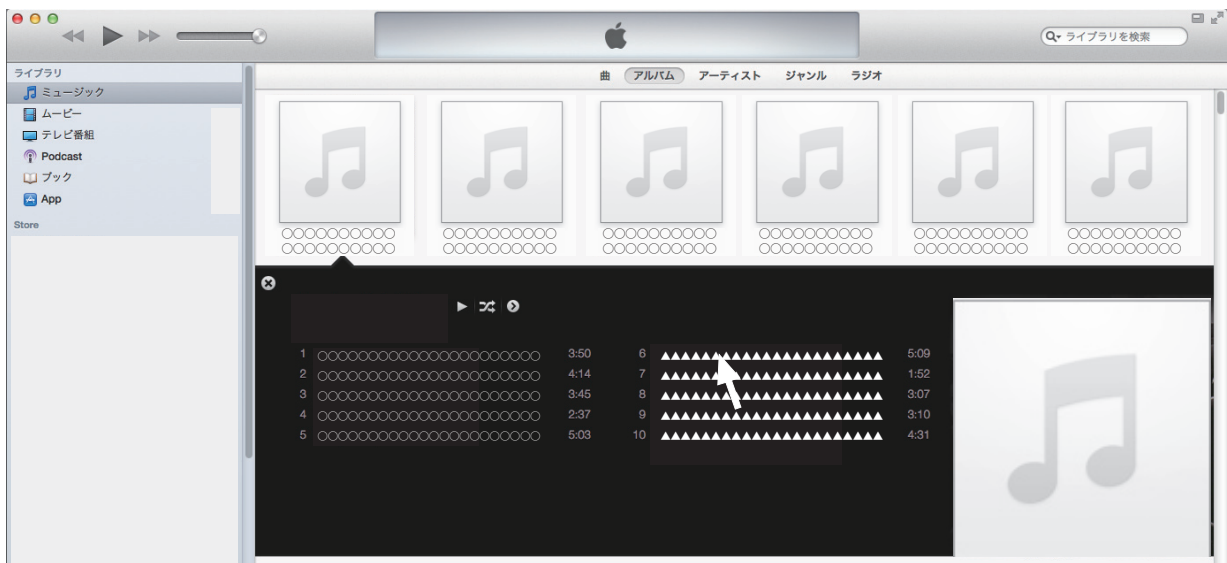 ライブラリを検索
ライブラリ
ミュージック
ムービー
テレビ番組
Podcast
ブック
App
Store
曲 アルバム アーティスト ジャンル ラジオ
○○○○○○○○○○ ○○○○○○○○○○ ○○○○○○○○○○ ○○○○○○○○○○ ○○○○○○○○○○ ○○○○○○○○○○
○○○○○○○○○○ ○○○○○○○○○○ ○○○○○○○○○○ ○○○○○○○○○○ ○○○○○○○○○○ ○○○○○○○○○○
1 ○○○○○○○○○○○○○○○○○○○○ 3:50
2 ○○○○○○○○○○○○○○○○○○○○ 4:14
3 ○○○○○○○○○○○○○○○○○○○○ 3:45
4 ○○○○○○○○○○○○○○○○○○○○ 2:37
5 ○○○○○○○○○○○○○○○○○○○○ 5:03
6 ▲▲▲▲▲▲▲▲▲▲▲▲▲▲▲▲▲▲ 5:09
7 ▲▲▲▲▲▲▲▲▲▲▲▲▲▲▲▲▲▲ 1:52
8 ▲▲▲▲▲▲▲▲▲▲▲▲▲▲▲▲▲▲ 3:07
9 ▲▲▲▲▲▲▲▲▲▲▲▲▲▲▲▲▲▲ 3:10
10 ▲▲▲▲▲▲▲▲▲▲▲▲▲▲▲▲▲▲ 4:31